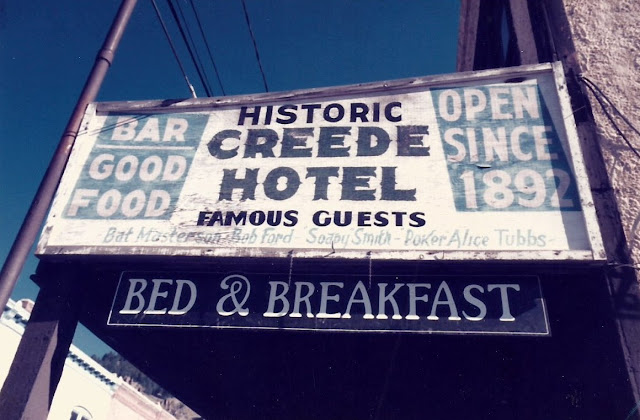 BAR
GOOD
FOOD
HISTORIC
CREEDE
HOTEL
FAMOUS GUESTS
OPEN
SINCE
1892
Bat Masterson - Bob Ford Soapy Smith - Poker Alice Tubbs -
BED & BREAKFAST